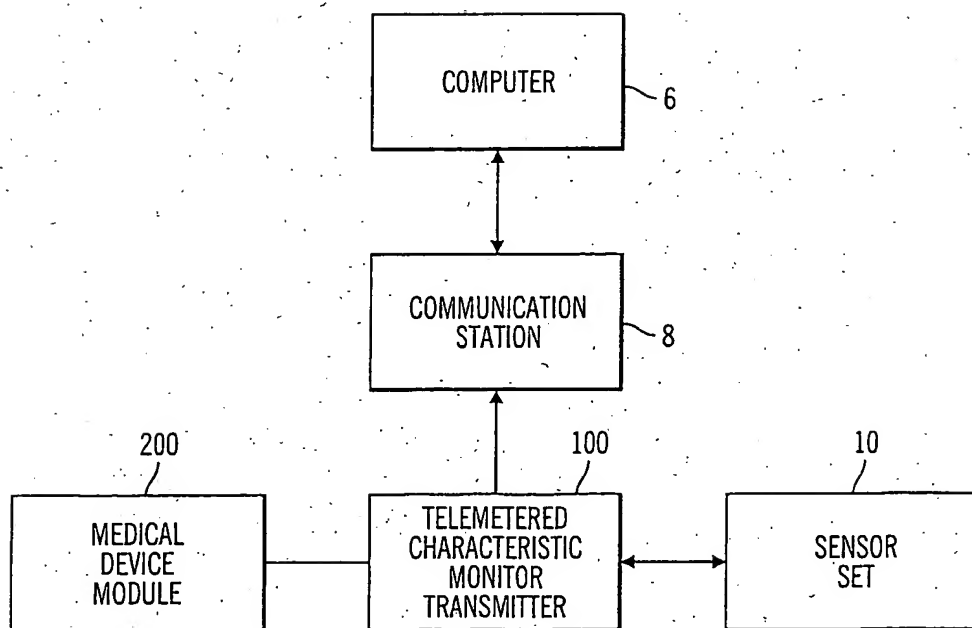 COMPUTER
6
COMMUNICATION
STATION
8
200
100
10
MEDICAL
DEVICE
MODULE
TELEMETERED
CHARACTERISTIC
MONITOR
TRANSMITTER
SENSOR
SET